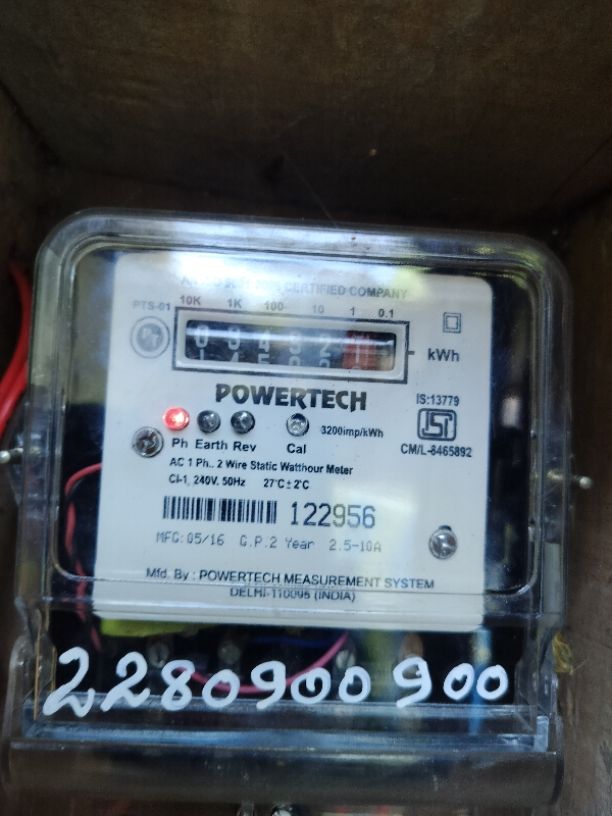 CERTIFIED COMPANY
PTS-01 10K 1K 100 10 1 0.1
PT
kWh
POWERTECH
IS:13779
3200imp/kWh
Ph Earth Rev Cal
CM/L-8465892
AC 1 Ph., 2 Wire Static Watthour Meter
Cl-1, 240V. 50Hz 27°C ± 2°C
122956
MFG:05/16 G.P.2 Year 2.5-10A
Mfd. By : POWERTECH MEASUREMENT SYSTEM
DELHI-110095 (INDIA)
2280900900